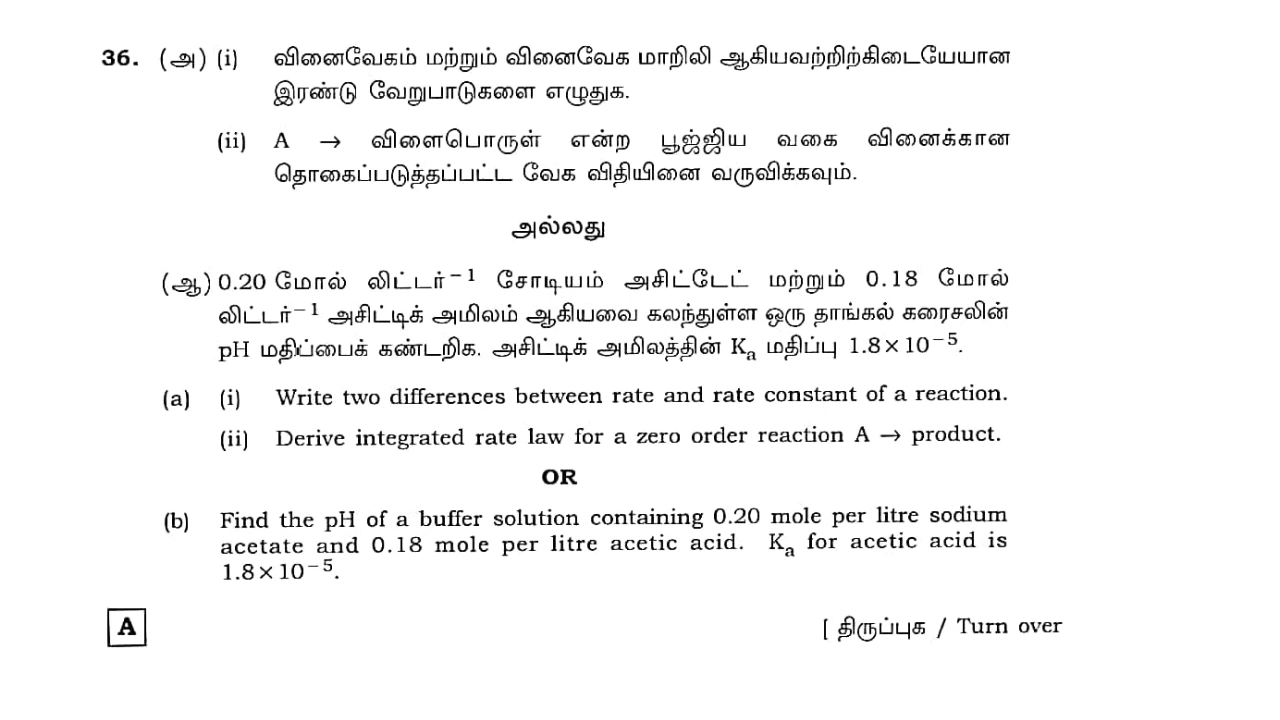 36. (அ) (i) வினைவேகம் மற்றும் வினைவேக மாறிலி ஆகியவற்றிற்கிடையேயான
இரண்டு வேறுபாடுகளை எழுதுக.
(ii) A → விளைபொருள் என்ற பூஜ்ஜிய வகை வினைக்கான
தொகைப்படுத்தப்பட்ட வேக விதியினை வருவிக்கவும்.
அல்லது
(ஆ) 0.20 மோல் லிட்டர்⁻¹ சோடியம் அசிட்டேட் மற்றும் 0.18 மோல்
லிட்டர்⁻¹ அசிட்டிக் அமிலம் ஆகியவை கலந்துள்ள ஒரு தாங்கல் கரைசலின்
pH மதிப்பைக் கண்டறிக. அசிட்டிக் அமிலத்தின் Kₐ மதிப்பு 1.8×10⁻⁵.
(a) (i) Write two differences between rate and rate constant of a reaction.
(ii) Derive integrated rate law for a zero order reaction A → product.
OR
(b) Find the pH of a buffer solution containing 0.20 mole per litre sodium
acetate and 0.18 mole per litre acetic acid. Kₐ for acetic acid is
1.8×10⁻⁵.
A [ திருப்புக / Turn over